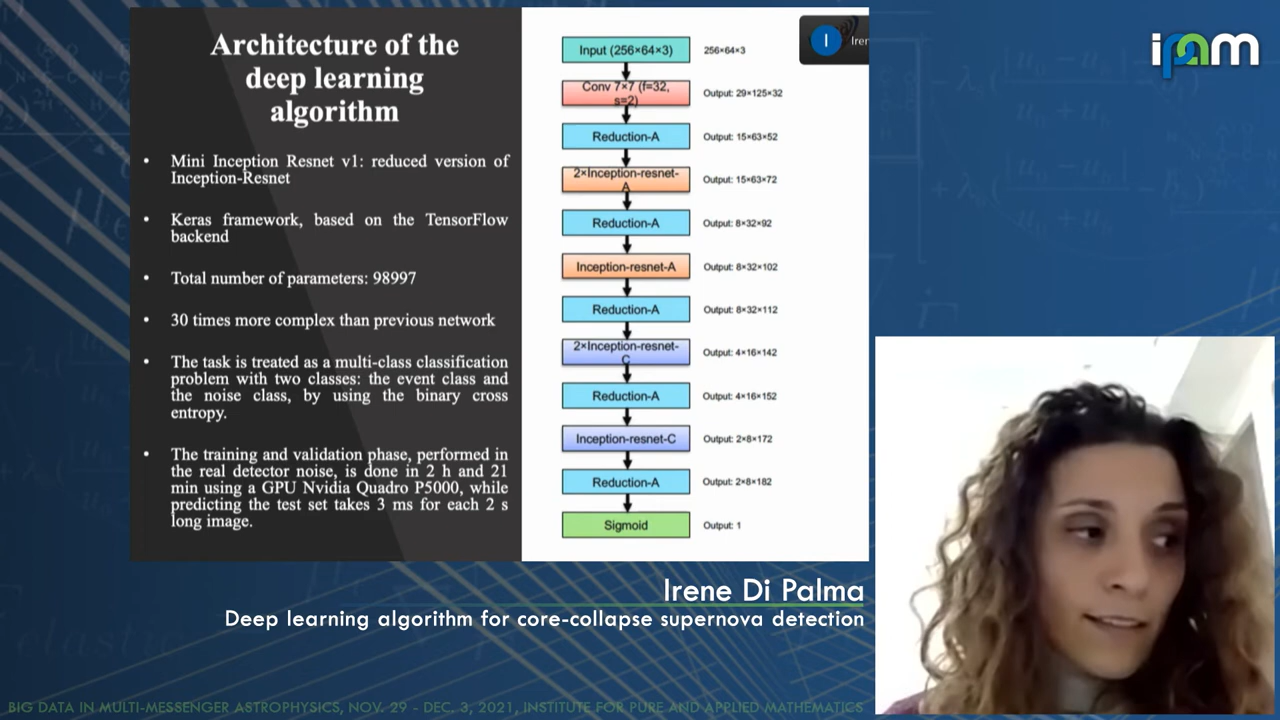 Architecture of the
deep learning
algorithm
• Mini Inception Resnet v1: reduced version of
Inception-Resnet
• Keras framework, based on the TensorFlow
backend
• Total number of parameters: 98997
• 30 times more complex than previous network
• The task is treated as a multi-class classification
problem with two classes: the event class and
the noise class, by using the binary cross
entropy.
• The training and validation phase, performed in
the real detector noise, is done in 2 h and 21
min using a GPU Nvidia Quadro P5000, while
predicting the test set takes 3 ms for each 2 s
long image.
Input (256×64×3) 256×64×3
Conv 7×7 (f=32,
s=2) Output: 29×125×32
Reduction-A Output: 15×63×52
2×Inception-resnet-
A Output: 15×63×72
Reduction-A Output: 8×32×92
Inception-resnet-A Output: 8×32×102
Reduction-A Output: 8×32×112
2×Inception-resnet-
C Output: 4×16×142
Reduction-A Output: 4×16×152
Inception-resnet-C Output: 2×8×172
Reduction-A Output: 2×8×182
Sigmoid Output: 1
I Iren
ipam
Irene Di Palma
Deep learning algorithm for core-collapse supernova detection
BIG DATA IN MULTI-MESSENGER ASTROPHYSICS, NOV. 29 - DEC. 3, 2021, INSTITUTE FOR PURE AND APPLIED MATHEMATICS